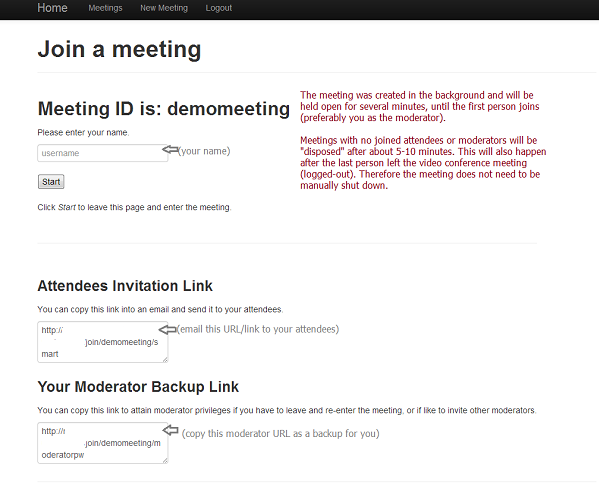 Home Meetings New Meeting Logout
Join a meeting
Meeting ID is: demomeeting
Please enter your name.
username
(your name)
Start
Click Start to leave this page and enter the meeting.
The meeting was created in the background and will be
held open for several minutes, until the first person joins
(preferably you as the moderator).
Meetings with no joined attendees or moderators will be
"disposed" after about 5-10 minutes. This will also happen
after the last person left the video conference meeting
(logged-out). Therefore the meeting does not need to be
manually shut down.
Attendees Invitation Link
You can copy this link into an email and send it to your attendees.
http:/
join/demomeeting/s
mart
(email this URL/link to your attendees)
Your Moderator Backup Link
You can copy this link to attain moderator privileges if you have to leave and re-enter the meeting, or if like to invite other moderators.
http://
join/demomeeting/m
oderatorpw
(copy this moderator URL as a backup for you)